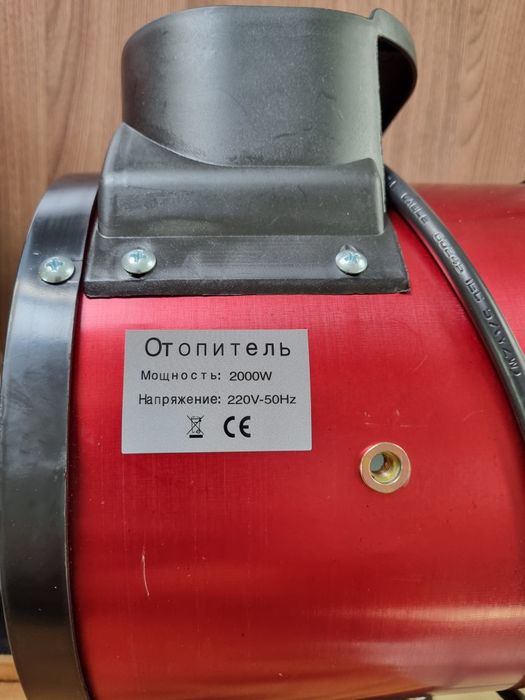 Отопитель
Мощность: 2000W
Напряжение: 220V-50Hz
CE